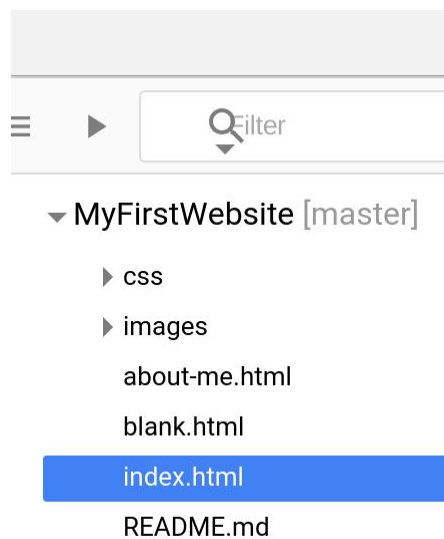 Filter
MyFirstWebsite [master]
css
images
about-me.html
blank.html
index.html
README.md